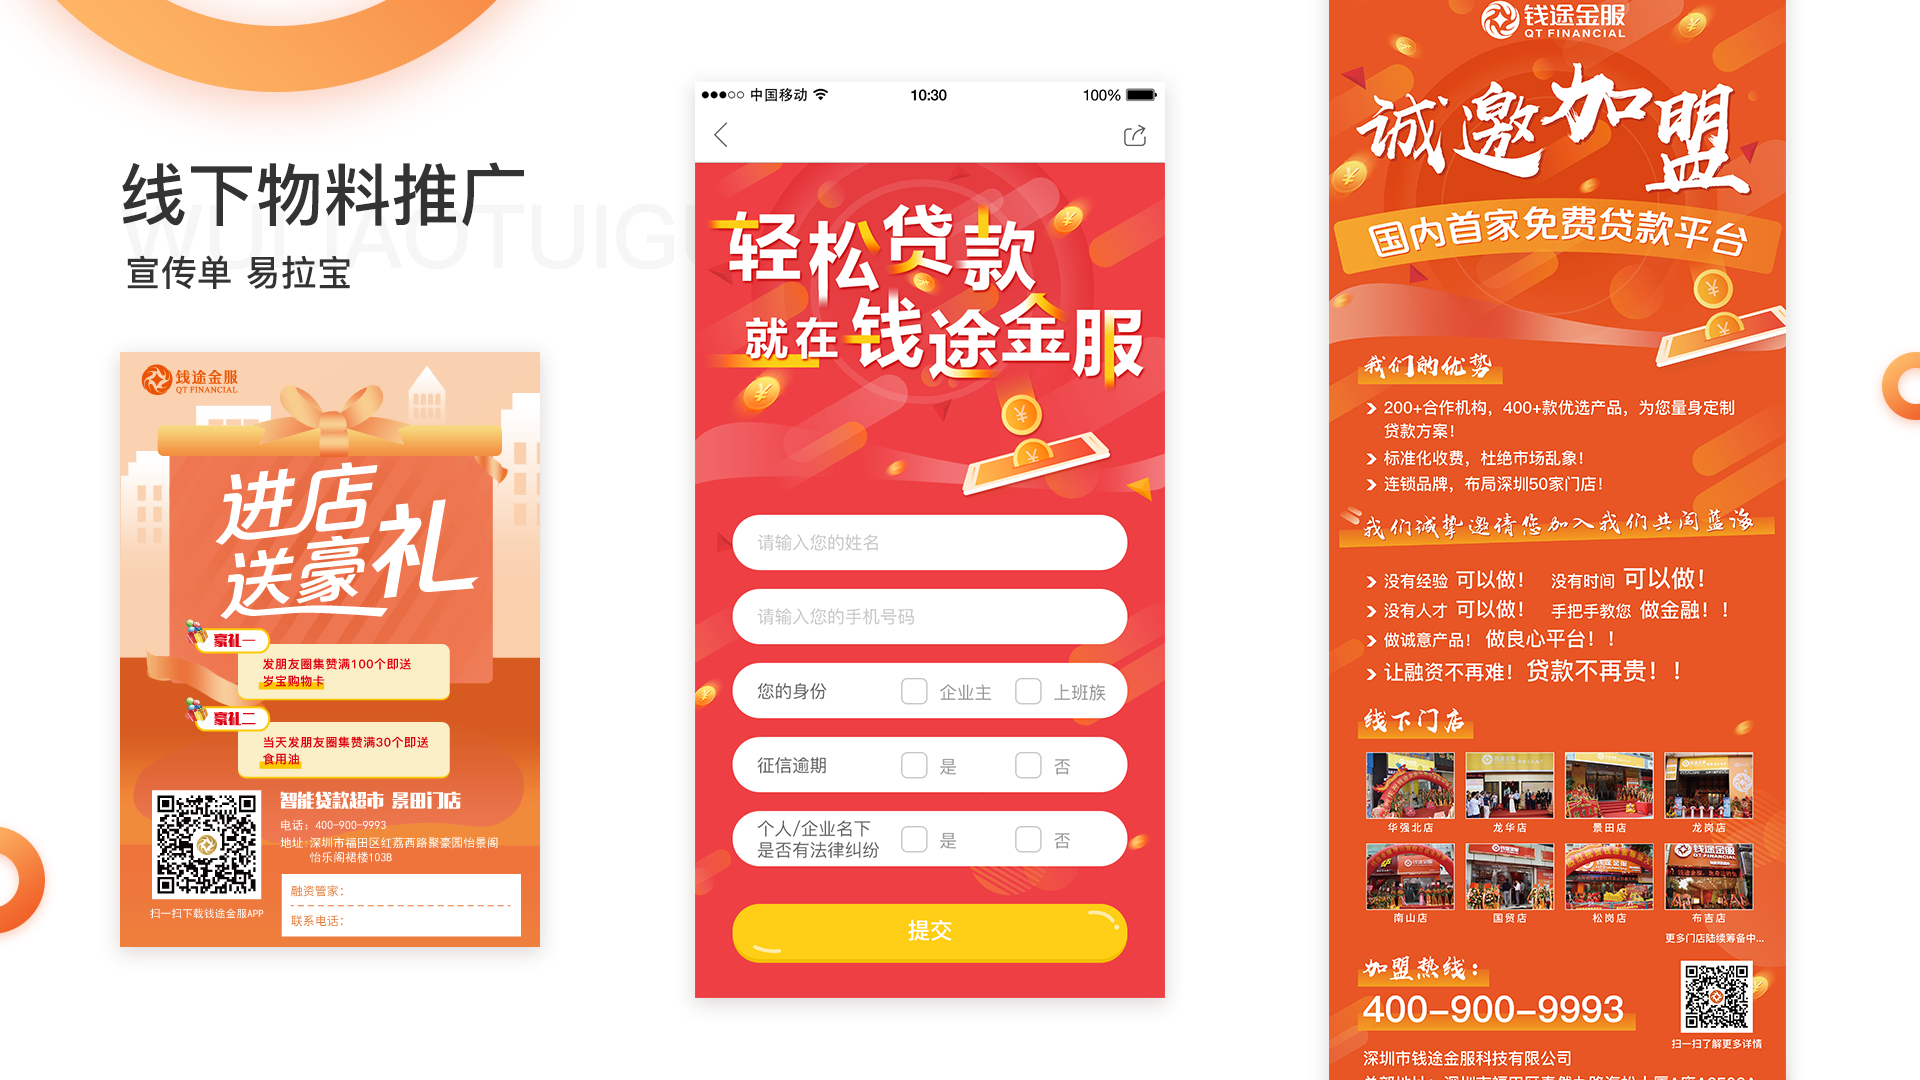 线下物料推广
WULIAOTUIGU
宣传单 易拉宝
钱途金服
QT FINANCIAL
进店
送豪礼
豪礼一
发朋友圈集赞满100个即送
岁宝购物卡
豪礼二
当天发朋友圈集赞满30个即送
食用油
智能贷款超市 景田门店
电话：400-900-9993
地址:深圳市福田区红荔西路聚豪园怡景阁
怡乐阁裙楼103B
扫一扫下载钱途金服APP
融资管家：
联系电话：
中国移动
10:30
100%
轻松贷款
就在钱途金服
请输入您的姓名
请输入您的手机号码
您的身份 企业主 上班族
征信逾期 是 否
个人/企业名下
是否有法律纠纷 是 否
提交
钱途金服
QT FINANCIAL
诚邀加盟
国内首家免费贷款平台
我们的优势
200+合作机构，400+款优选产品，为您量身定制
贷款方案！
标准化收费，杜绝市场乱象！
连锁品牌，布局深圳50家门店！
我们诚挚邀请您加入我们共阅蓝海
没有经验 可以做！ 没有时间 可以做！
没有人才 可以做！ 手把手教您 做金融！！
做诚意产品！ 做良心平台！！
让融资不再难！ 贷款不再贵！！
线下门店
华强北店
龙华店
景田店
龙岗店
南山店
国贸店
松岗店
布吉店
更多门店陆续筹备中...
加盟热线：
400-900-9993
扫一扫了解更多详情
深圳市钱途金服科技有限公司